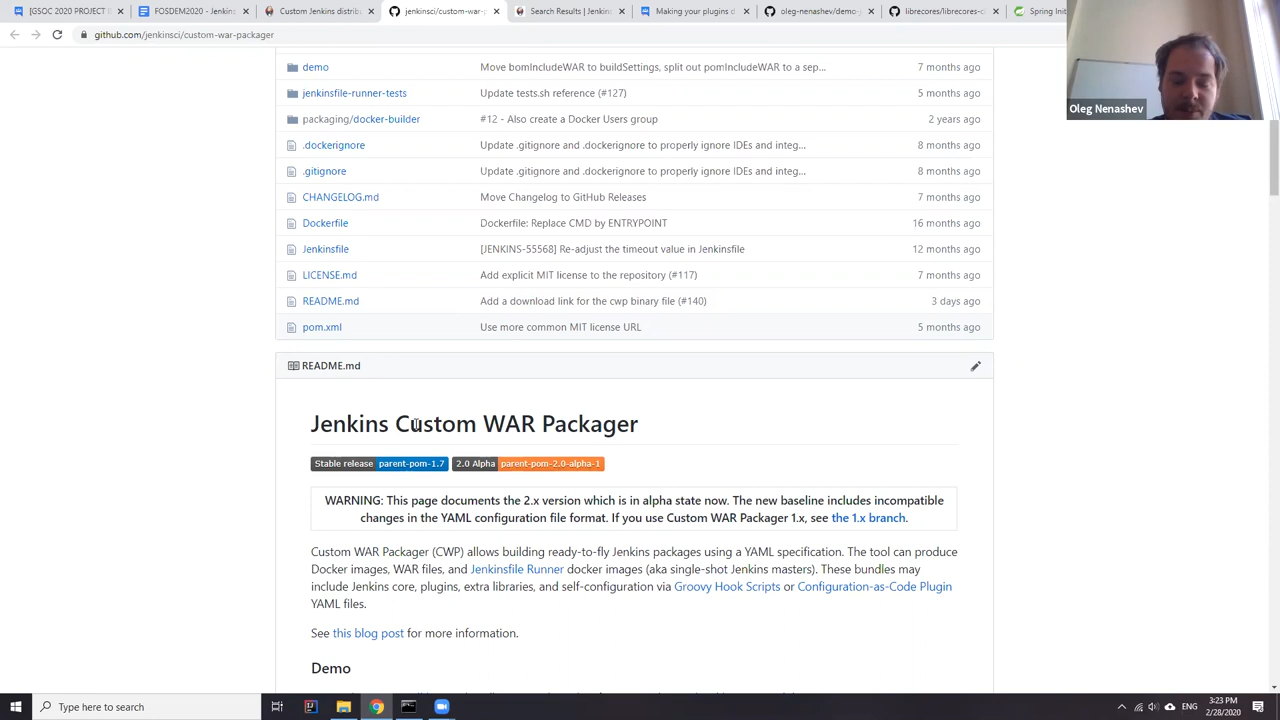 [GSOC 2020 PROJECT I
FOSDEM2020 - Jenkins
Custom Jenkins distrib
jenkinsci/custom-war-p
Search Results | Jenkin
Making your plugins c
oleg-nenashev/demo-j
librecores/librecores-c
Spring Init
github.com/jenkinsci/custom-war-packager
Oleg Nenashev
demo Move bomIncludeWAR to buildSettings, split out pomIncludeWAR to a sep... 7 months ago
jenkinsfile-runner-tests Update tests.sh reference (#127) 5 months ago
packaging/docker-builder #12 - Also create a Docker Users group 2 years ago
.dockerignore Update .gitignore and .dockerignore to properly ignore IDEs and integ... 8 months ago
.gitignore Update .gitignore and .dockerignore to properly ignore IDEs and integ... 8 months ago
CHANGELOG.md Move Changelog to GitHub Releases 7 months ago
Dockerfile Dockerfile: Replace CMD by ENTRYPOINT 16 months ago
Jenkinsfile [JENKINS-55568] Re-adjust the timeout value in Jenkinsfile 12 months ago
LICENSE.md Add explicit MIT license to the repository (#117) 7 months ago
README.md Add a download link for the cwp binary file (#140) 3 days ago
pom.xml Use more common MIT license URL 5 months ago
README.md
Jenkins Custom WAR Packager
Stable release parent-pom-1.7 2.0 Alpha parent-pom-2.0-alpha-1
WARNING: This page documents the 2.x version which is in alpha state now. The new baseline includes incompatible
changes in the YAML configuration file format. If you use Custom WAR Packager 1.x, see the 1.x branch.
Custom WAR Packager (CWP) allows building ready-to-fly Jenkins packages using a YAML specification. The tool can produce
Docker images, WAR files, and Jenkinsfile Runner docker images (aka single-shot Jenkins masters). These bundles may
include Jenkins core, plugins, extra libraries, and self-configuration via Groovy Hook Scripts or Configuration-as-Code Plugin
YAML files.
See this blog post for more information.
Demo
Type here to search
ENG
3:23 PM
2/28/2020